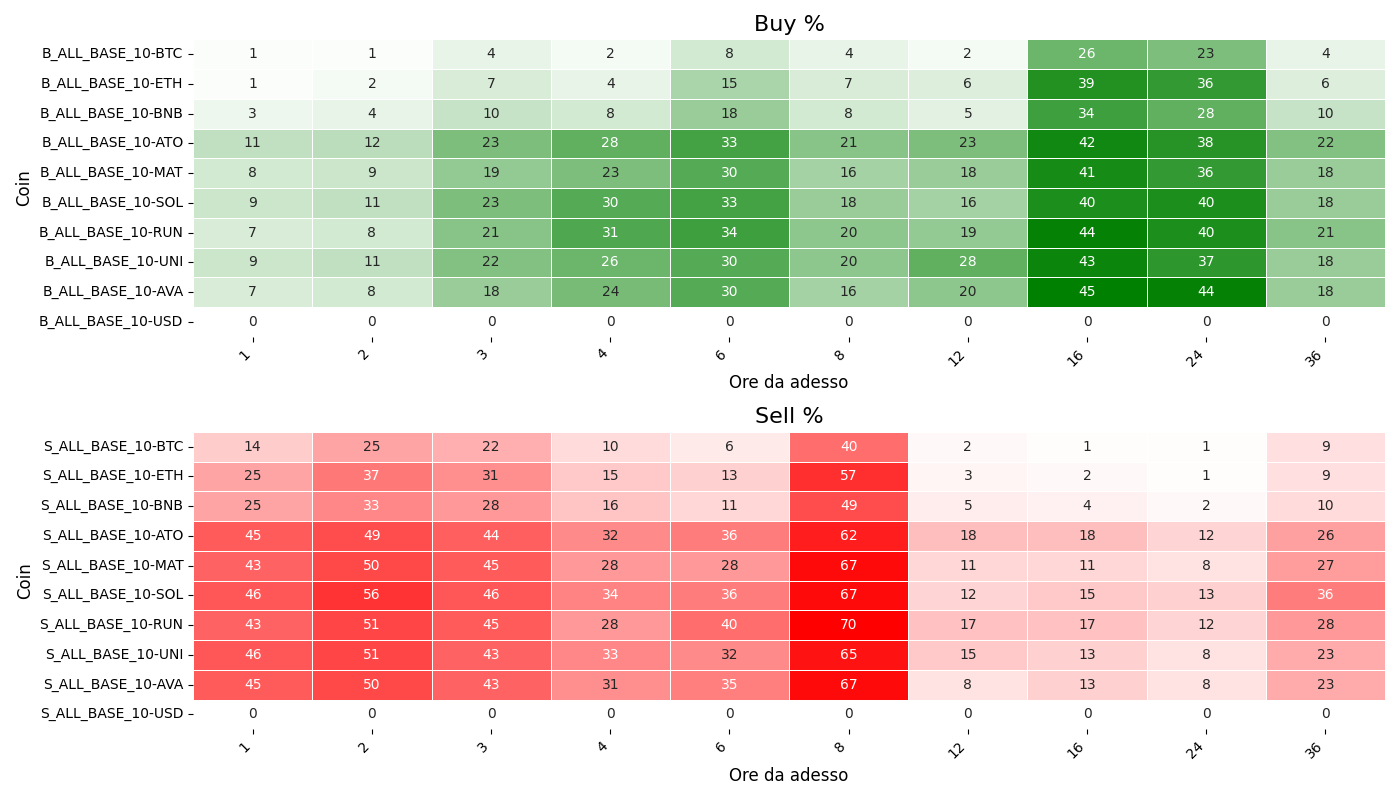 Buy %
Coin
B_ALL_BASE_10-BTC 1 1 4 2 8 4 2 26 23 4
B_ALL_BASE_10-ETH 1 2 7 4 15 7 6 39 36 6
B_ALL_BASE_10-BNB 3 4 10 8 18 8 5 34 28 10
B_ALL_BASE_10-ATO 11 12 23 28 33 21 23 42 38 22
B_ALL_BASE_10-MAT 8 9 19 23 30 16 18 41 36 18
B_ALL_BASE_10-SOL 9 11 23 30 33 18 16 40 40 18
B_ALL_BASE_10-RUN 7 8 21 31 34 20 19 44 40 21
B_ALL_BASE_10-UNI 9 11 22 26 30 20 28 43 37 18
B_ALL_BASE_10-AVA 7 8 18 24 30 16 20 45 44 18
B_ALL_BASE_10-USD 0 0 0 0 0 0 0 0 0 0
1 2 3 4 6 8 12 16 24 36
Ore da adesso
Sell %
Coin
S_ALL_BASE_10-BTC 14 25 22 10 6 40 2 1 1 9
S_ALL_BASE_10-ETH 25 37 31 15 13 57 3 2 1 9
S_ALL_BASE_10-BNB 25 33 28 16 11 49 5 4 2 10
S_ALL_BASE_10-ATO 45 49 44 32 36 62 18 18 12 26
S_ALL_BASE_10-MAT 43 50 45 28 28 67 11 11 8 27
S_ALL_BASE_10-SOL 46 56 46 34 36 67 12 15 13 36
S_ALL_BASE_10-RUN 43 51 45 28 40 70 17 17 12 28
S_ALL_BASE_10-UNI 46 51 43 33 32 65 15 13 8 23
S_ALL_BASE_10-AVA 45 50 43 31 35 67 8 13 8 23
S_ALL_BASE_10-USD 0 0 0 0 0 0 0 0 0 0
1 2 3 4 6 8 12 16 24 36
Ore da adesso